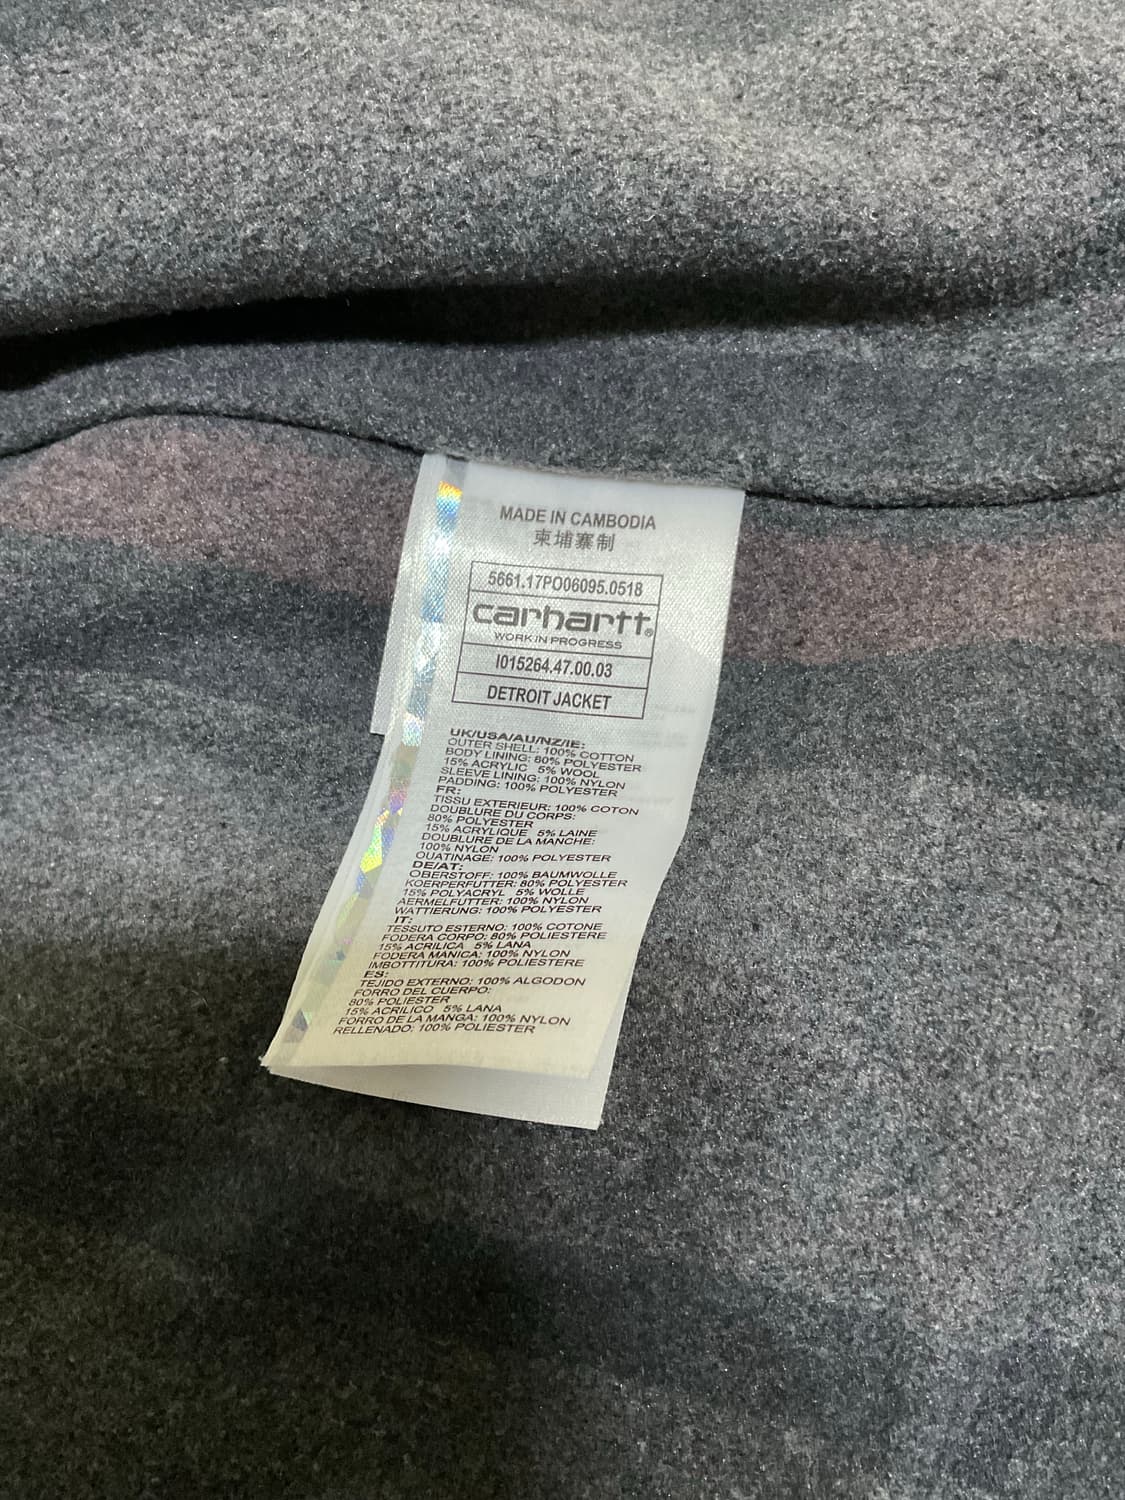 MADE IN CAMBODIA
柬埔寨制
5661.17PO06095.0518
carhartt®
WORK IN PROGRESS
I015264.47.00.03
DETROIT JACKET
UK/USA/AU/NZ/IE:
OUTER SHELL: 100% COTTON
BODY LINING: 80% POLYESTER
15% ACRYLIC 5% WOOL
SLEEVE LINING: 100% NYLON
PADDING: 100% POLYESTER
FR:
TISSU EXTERIEUR: 100% COTON
DOUBLURE DU CORPS:
80% POLYESTER
15% ACRYLIQUE 5% LAINE
DOUBLURE DE LA MANCHE:
100% NYLON
OUATINAGE: 100% POLYESTER
DE/AT:
OBERSTOFF: 100% BAUMWOLLE
KOERPERFUTTER: 80% POLYESTER
15% POLYACRYL 5% WOLLE
AERMELFUTTER: 100% NYLON
WATTIERUNG: 100% POLYESTER
IT:
TESSUTO ESTERNO: 100% COTONE
FODERA CORPO: 80% POLIESTERE
15% ACRILICA 5% LANA
FODERA MANICA: 100% NYLON
IMBOTTITURA: 100% POLIESTERE
ES:
TEJIDO EXTERNO: 100% ALGODON
FORRO DEL CUERPO:
80% POLIESTER
15% ACRILICO 5% LANA
FORRO DE LA MANGA: 100% NYLON
RELLENADO: 100% POLIESTER